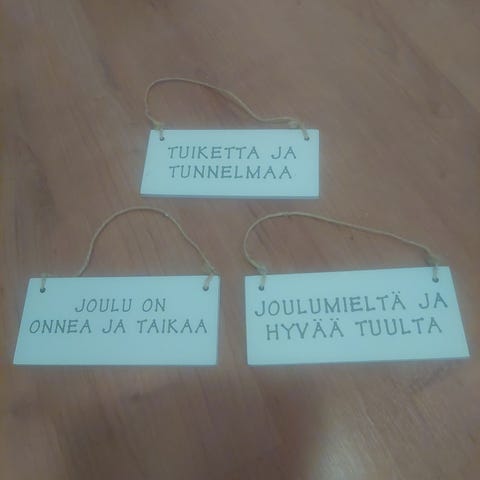 TUIKETTA JA
TUNNELMAA
JOULU ON
ONNEA JA TAIKAA
JOULUMIELTÄ JA
HYVÄÄ TUULTA